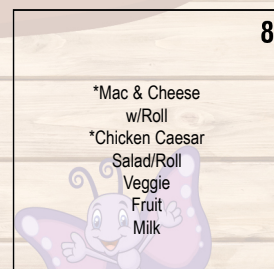 8
*Mac & Cheese
w/Roll
*Chicken Caesar
Salad/Roll
Veggie
Fruit
Milk